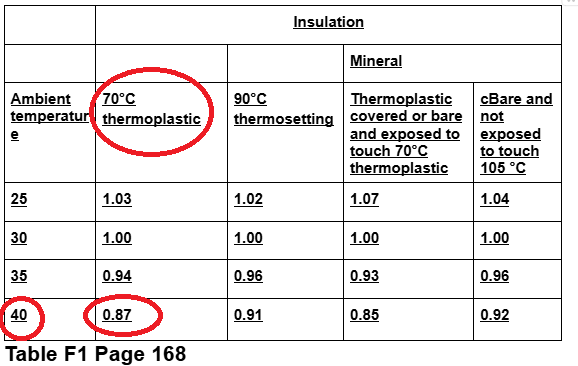 Insulation
Mineral
Ambient
temperatur
e
70°C
thermoplastic
90°C
thermosetting
Thermoplastic
covered or bare
and exposed to
touch 70°C
thermoplastic
cBare and
not
exposed
to touch
105 °C
25 1.03 1.02 1.07 1.04
30 1.00 1.00 1.00 1.00
35 0.94 0.96 0.93 0.96
40 0.87 0.91 0.85 0.92
Table F1 Page 168